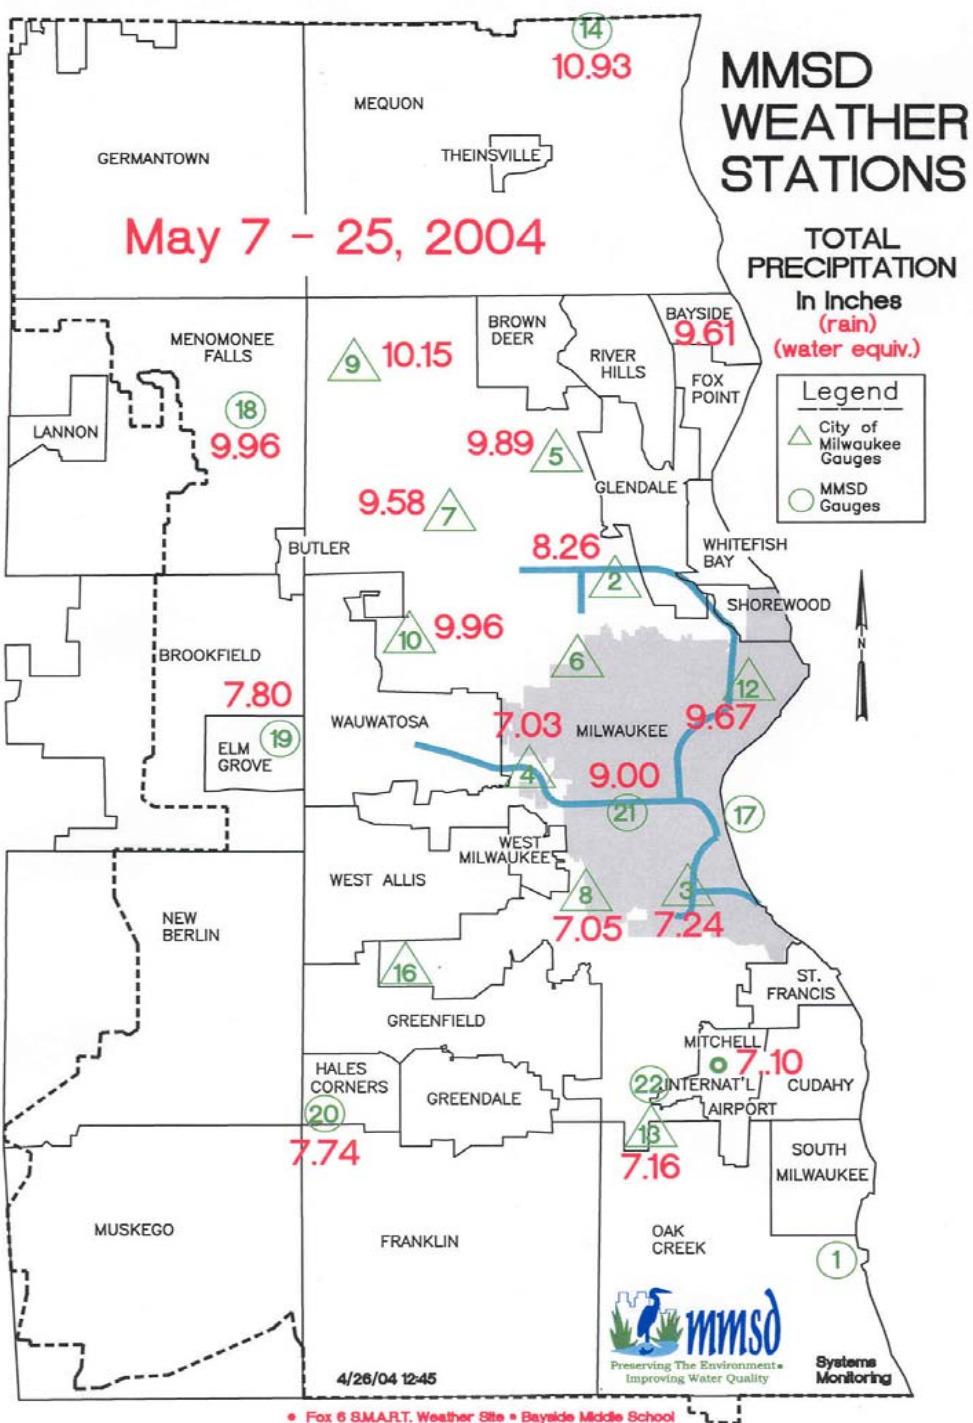 14
10.93
MMSD
WEATHER
STATIONS
MEQUON
GERMANTOWN
THEINSVILLE
May 7 - 25, 2004
TOTAL
PRECIPITATION
In Inches
(rain)
(water equiv.)
BAYSIDE
9.61
BROWN
DEER
MENOMONEE
FALLS
9
10.15
RIVER
HILLS
FOX
POINT
Legend
City of
Milwaukee
Gauges
MMSD
Gauges
18
9.96
LANNON
9.89
5
GLENDALE
9.58
7
BUTLER
8.26
2
WHITEFISH
BAY
SHOREWOOD
N
10
9.96
BROOKFIELD
6
12
7.80
WAUWATOSA
7.03
MILWAUKEE
9.67
19
ELM
GROVE
4
9.00
21
17
WEST
MILWAUKEE
WEST ALLIS
8
7.05
3
7.24
NEW
BERLIN
16
ST.
FRANCIS
GREENFIELD
MITCHELL
7..10
INTERNAT'L
AIRPORT
22
CUDAHY
HALES
CORNERS
GREENDALE
20
7.74
13
7.16
SOUTH
MILWAUKEE
MUSKEGO
FRANKLIN
OAK
CREEK
1
mmsd
Preserving The Environment
Improving Water Quality
Systems
Monitoring
4/26/04 12:45
• Fox 6 S.M.A.R.T. Weather Site • Bayside Middle School